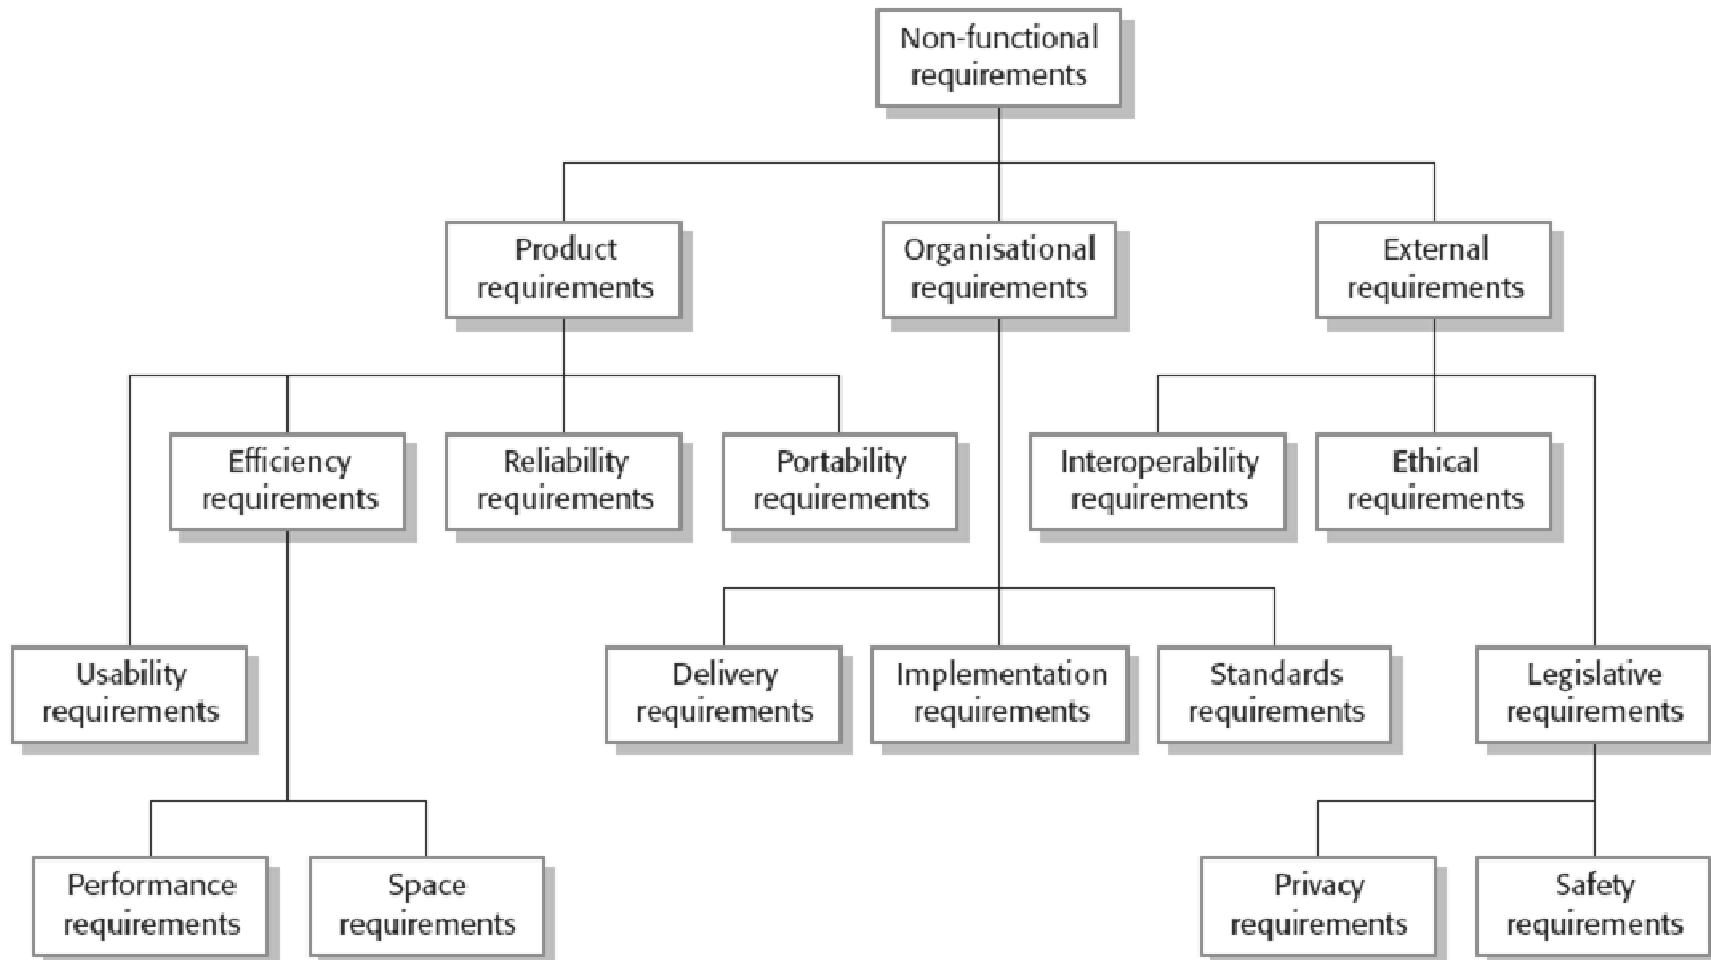 Non-functional
requirements
Product
requirements
Organisational
requirements
External
requirements
Efficiency
requirements
Reliability
requirements
Portability
requirements
Interoperability
requirements
Ethical
requirements
Usability
requirements
Delivery
requirements
Implementation
requirements
Standards
requirements
Legislative
requirements
Performance
requirements
Space
requirements
Privacy
requirements
Safety
requirements